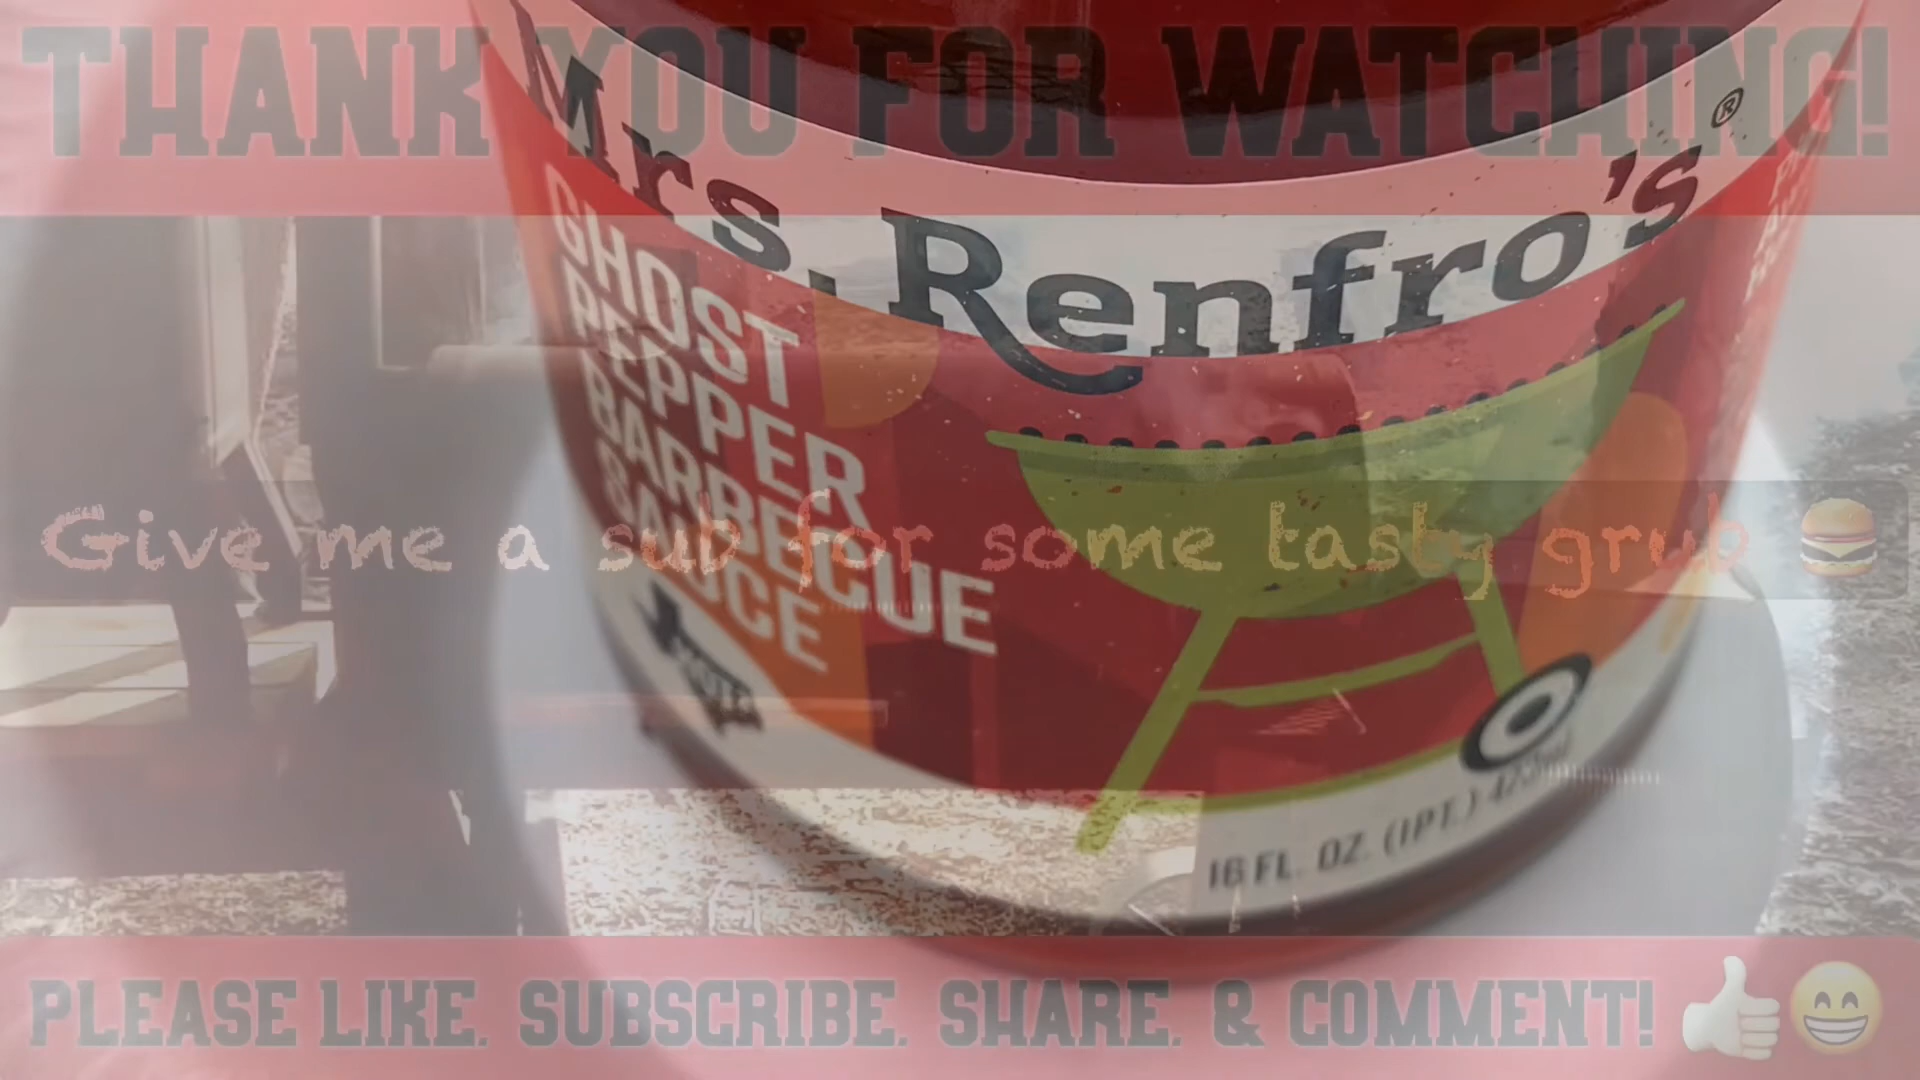 THANK YOU FOR WATCHING!
Mrs. Renfro's®
GHOST
PEPPER
BARBECUE
SAUCE
Give me a sub for some tasty grub 🍔
16 FL. OZ. (1PT.)
PLEASE LIKE. SUBSCRIBE. SHARE. & COMMENT! 👍😁